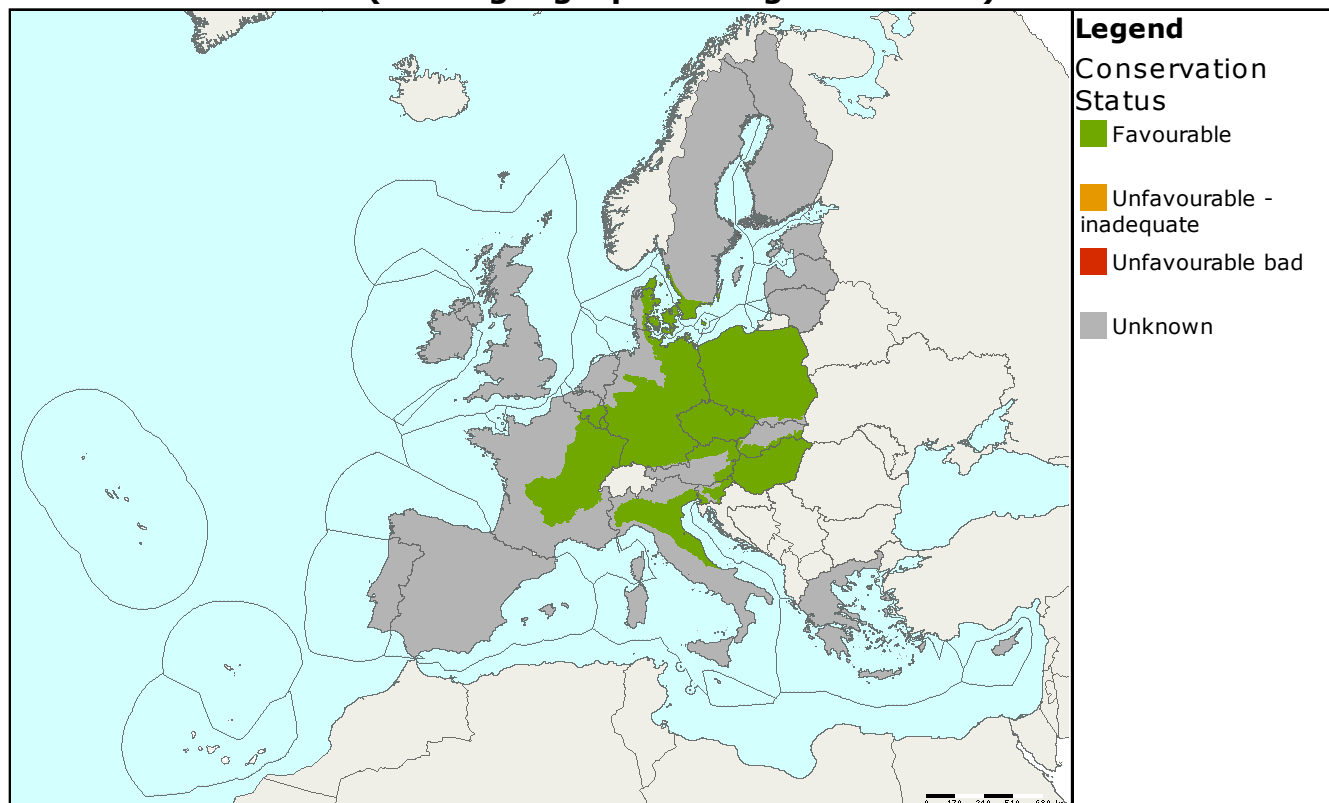 Legend
Conservation
Status
Favourable
Unfavourable -
inadequate
Unfavourable bad
Unknown